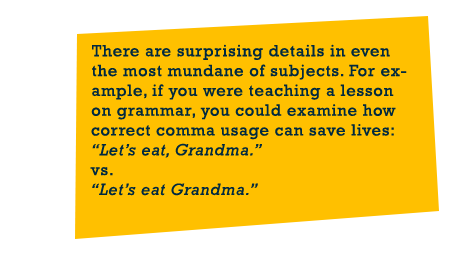 There are surprising details in even
the most mundane of subjects. For ex-
ample, if you were teaching a lesson
on grammar, you could examine how
correct comma usage can save lives:
“Let’s eat, Grandma.”
vs.
“Let’s eat Grandma.”